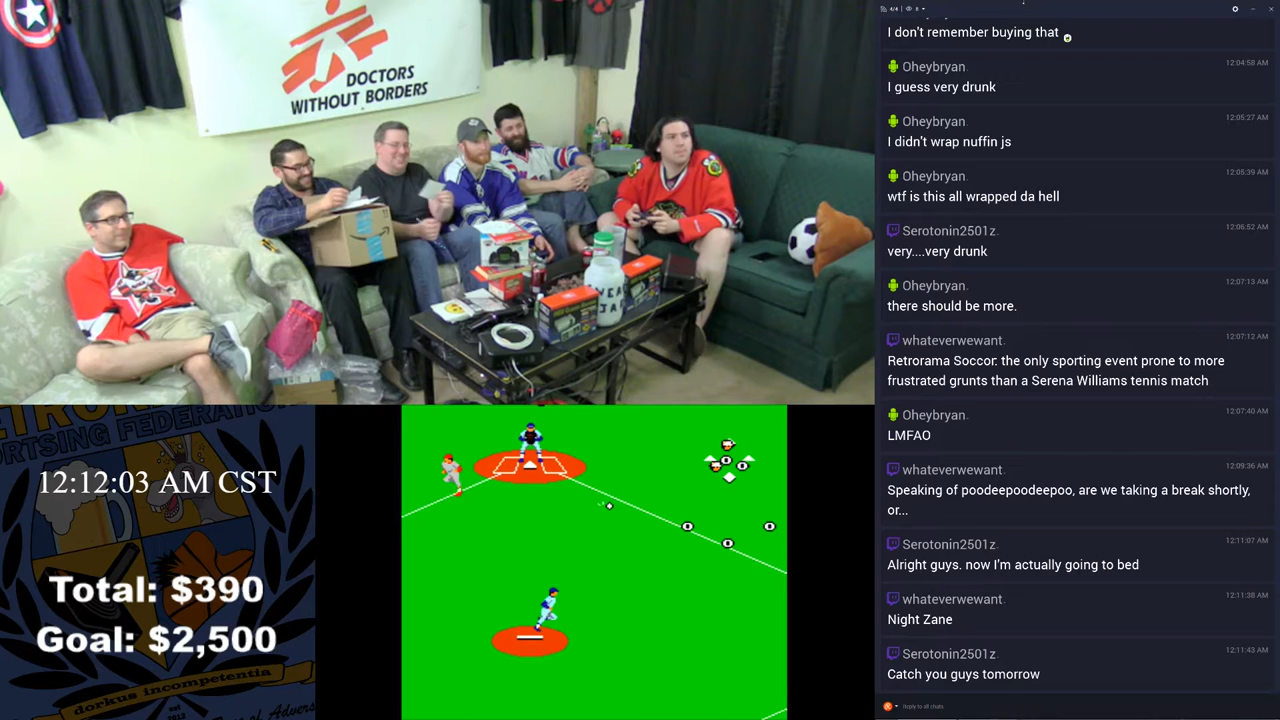 DOCTORS
WITHOUT BORDERS
12:12:03 AM CST
Total: $390
Goal: $2,500
dorkus incompetentia
4/4
8
I don't remember buying that
Oheybryan.
12:04:58 AM
I guess very drunk
Oheybryan.
12:05:27 AM
I didn't wrap nuffin js
Oheybryan.
12:05:39 AM
wtf is this all wrapped da hell
Serotonin2501z.
12:06:52 AM
very....very drunk
Oheybryan.
12:07:13 AM
there should be more.
whateverwewant.
12:07:12 AM
Retrorama Soccor: the only sporting event prone to more
frustrated grunts than a Serena Williams tennis match
Oheybryan.
12:07:40 AM
LMFAO
whateverwewant.
12:09:36 AM
Speaking of poodeepoodeepoo, are we taking a break shortly,
or...
Serotonin2501z.
12:11:07 AM
Alright guys. now I'm actually going to bed
whateverwewant.
12:11:38 AM
Night Zane
Serotonin2501z.
12:11:43 AM
Catch you guys tomorrow
Reply to all chats